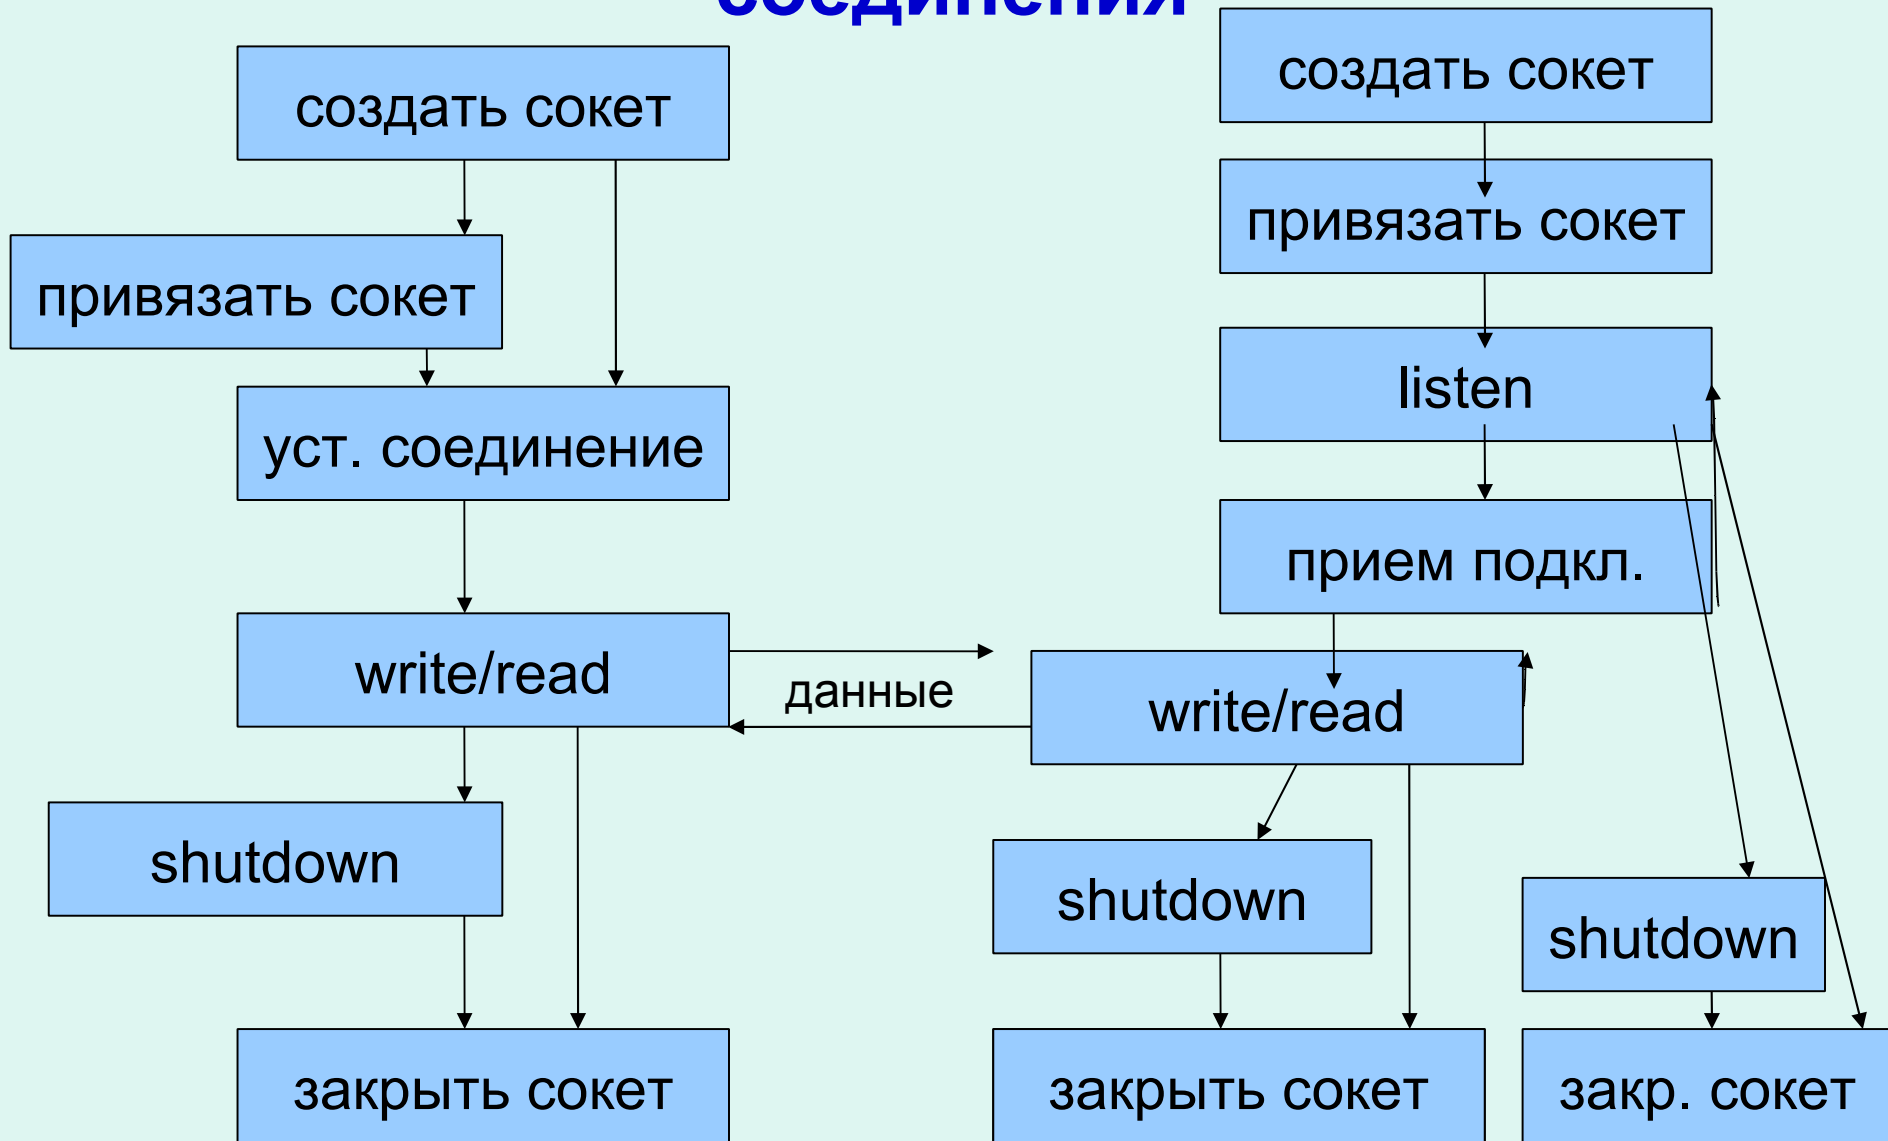 соединения
создать сокет
привязать сокет
уст. соединение
write/read
shutdown
закрыть сокет
данные
создать сокет
привязать сокет
listen
прием подкл.
write/read
shutdown
закрыть сокет
shutdown
закр. сокет